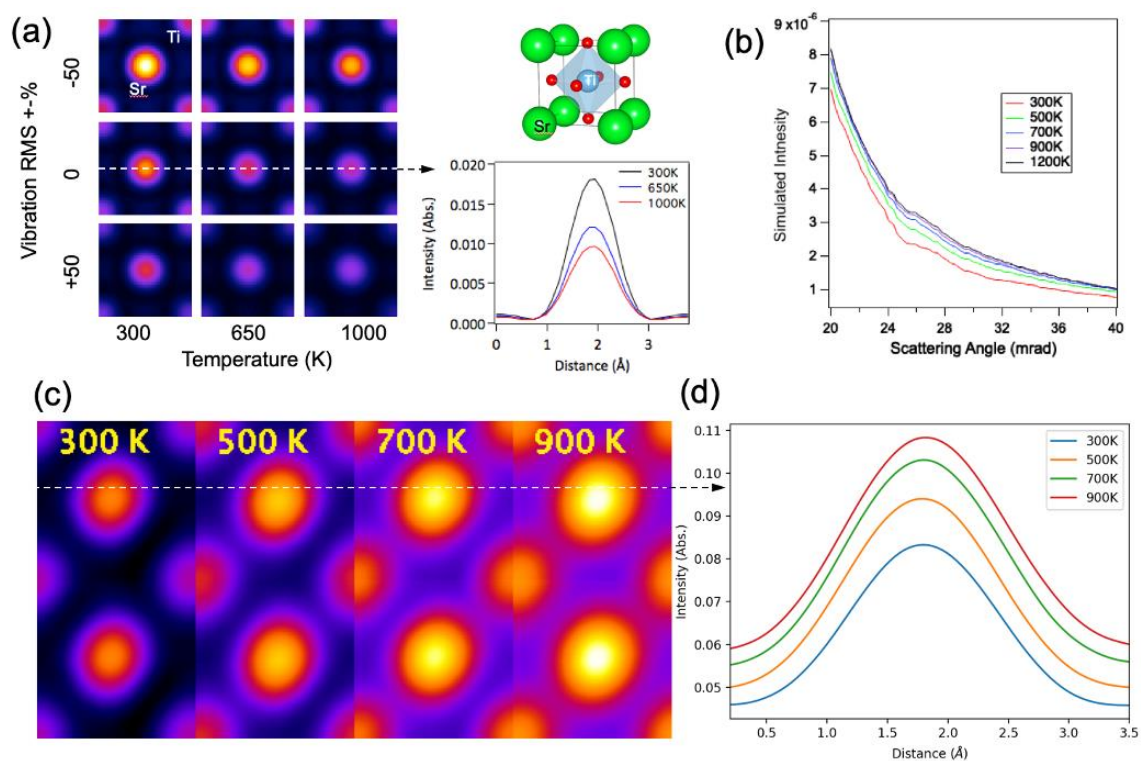 (a)
Vibration RMS +-%
-50
0
+50
Ti
Sr
300
650
1000
Temperature (K)
Ti
Sr
Intensity (Abs.)
0.020
0.015
0.010
0.005
0.000
300K
650K
1000K
0
1
2
3
Distance (Å)
(b)
9x10-6
8
7
6
5
4
3
2
1
Simulated Intnesity
300K
500K
700K
900K
1200K
20
24
28
32
36
40
Scattering Angle (mrad)
(c)
300 K
500 K
700 K
900 K
(d)
0.11
0.10
0.09
0.08
0.07
0.06
0.05
Intensity (Abs.)
300K
500K
700K
900K
0.5
1.0
1.5
2.0
2.5
3.0
3.5
Distance (Å)